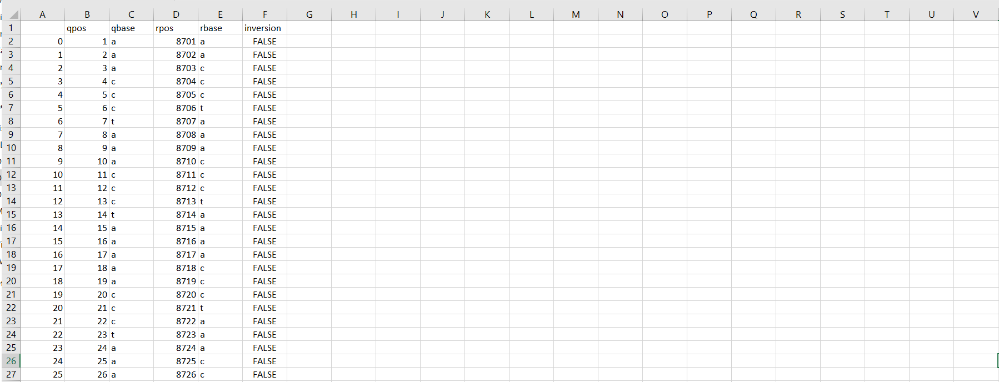 A B C D E F G H I J K L M N O P Q R S T U V
1 qpos qbase rpos rbase inversion
2 0 1 a 8701 a FALSE
3 1 2 a 8702 a FALSE
4 2 3 a 8703 c FALSE
5 3 4 c 8704 c FALSE
6 4 5 c 8705 c FALSE
7 5 6 c 8706 t FALSE
8 6 7 t 8707 a FALSE
9 7 8 a 8708 a FALSE
10 8 9 a 8709 a FALSE
11 9 10 a 8710 c FALSE
12 10 11 c 8711 c FALSE
13 11 12 c 8712 c FALSE
14 12 13 c 8713 t FALSE
15 13 14 t 8714 a FALSE
16 14 15 a 8715 a FALSE
17 15 16 a 8716 a FALSE
18 16 17 a 8717 a FALSE
19 17 18 a 8718 c FALSE
20 18 19 a 8719 c FALSE
21 19 20 c 8720 c FALSE
22 20 21 c 8721 t FALSE
23 21 22 c 8722 a FALSE
24 22 23 t 8723 a FALSE
25 23 24 a 8724 a FALSE
26 24 25 a 8725 c FALSE
27 25 26 a 8726 c FALSE